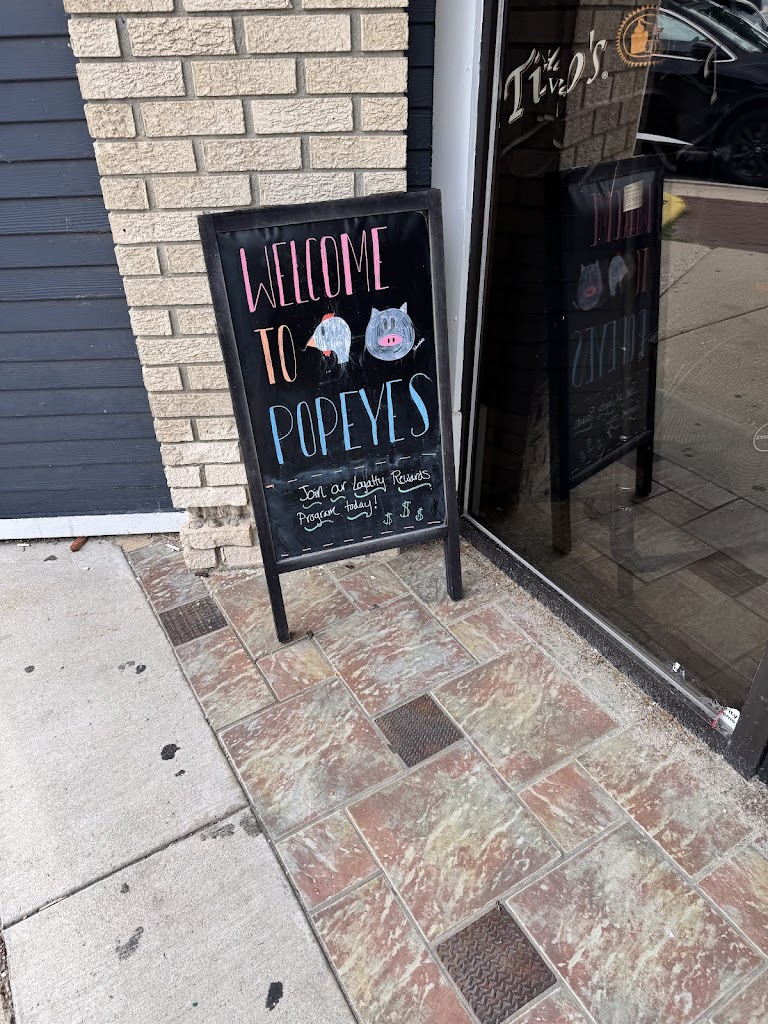 WELCOME
TO
POPEYES
Join our Loyalty Rewards
Program today! $ $ $